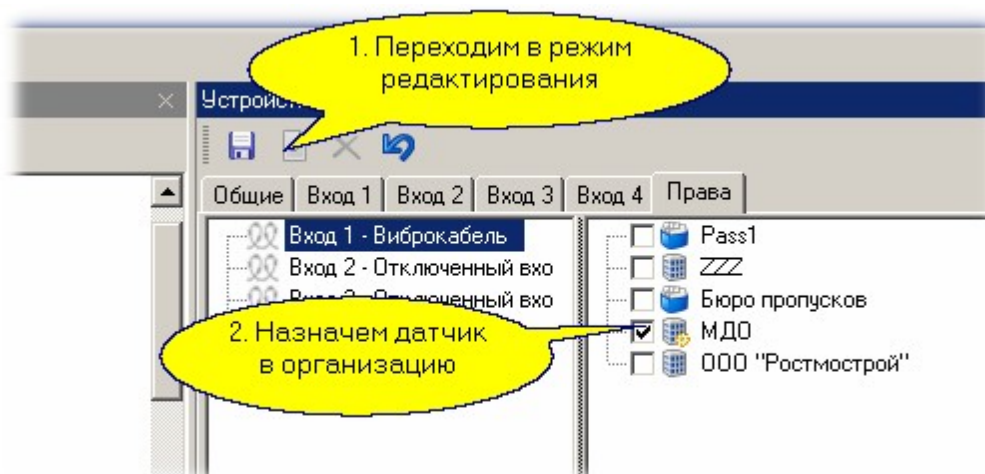 1. Переходим в режим
редактирования
Общие Вход 1 Вход 2 Вход 3 Вход 4 Права
Вход 1 - Виброкабель
Вход 2 - Отключенный вхо
2. Назначем датчик
в организацию
Pass1
ZZZ
Бюро пропусков
МДО
ООО "Ростмострой"